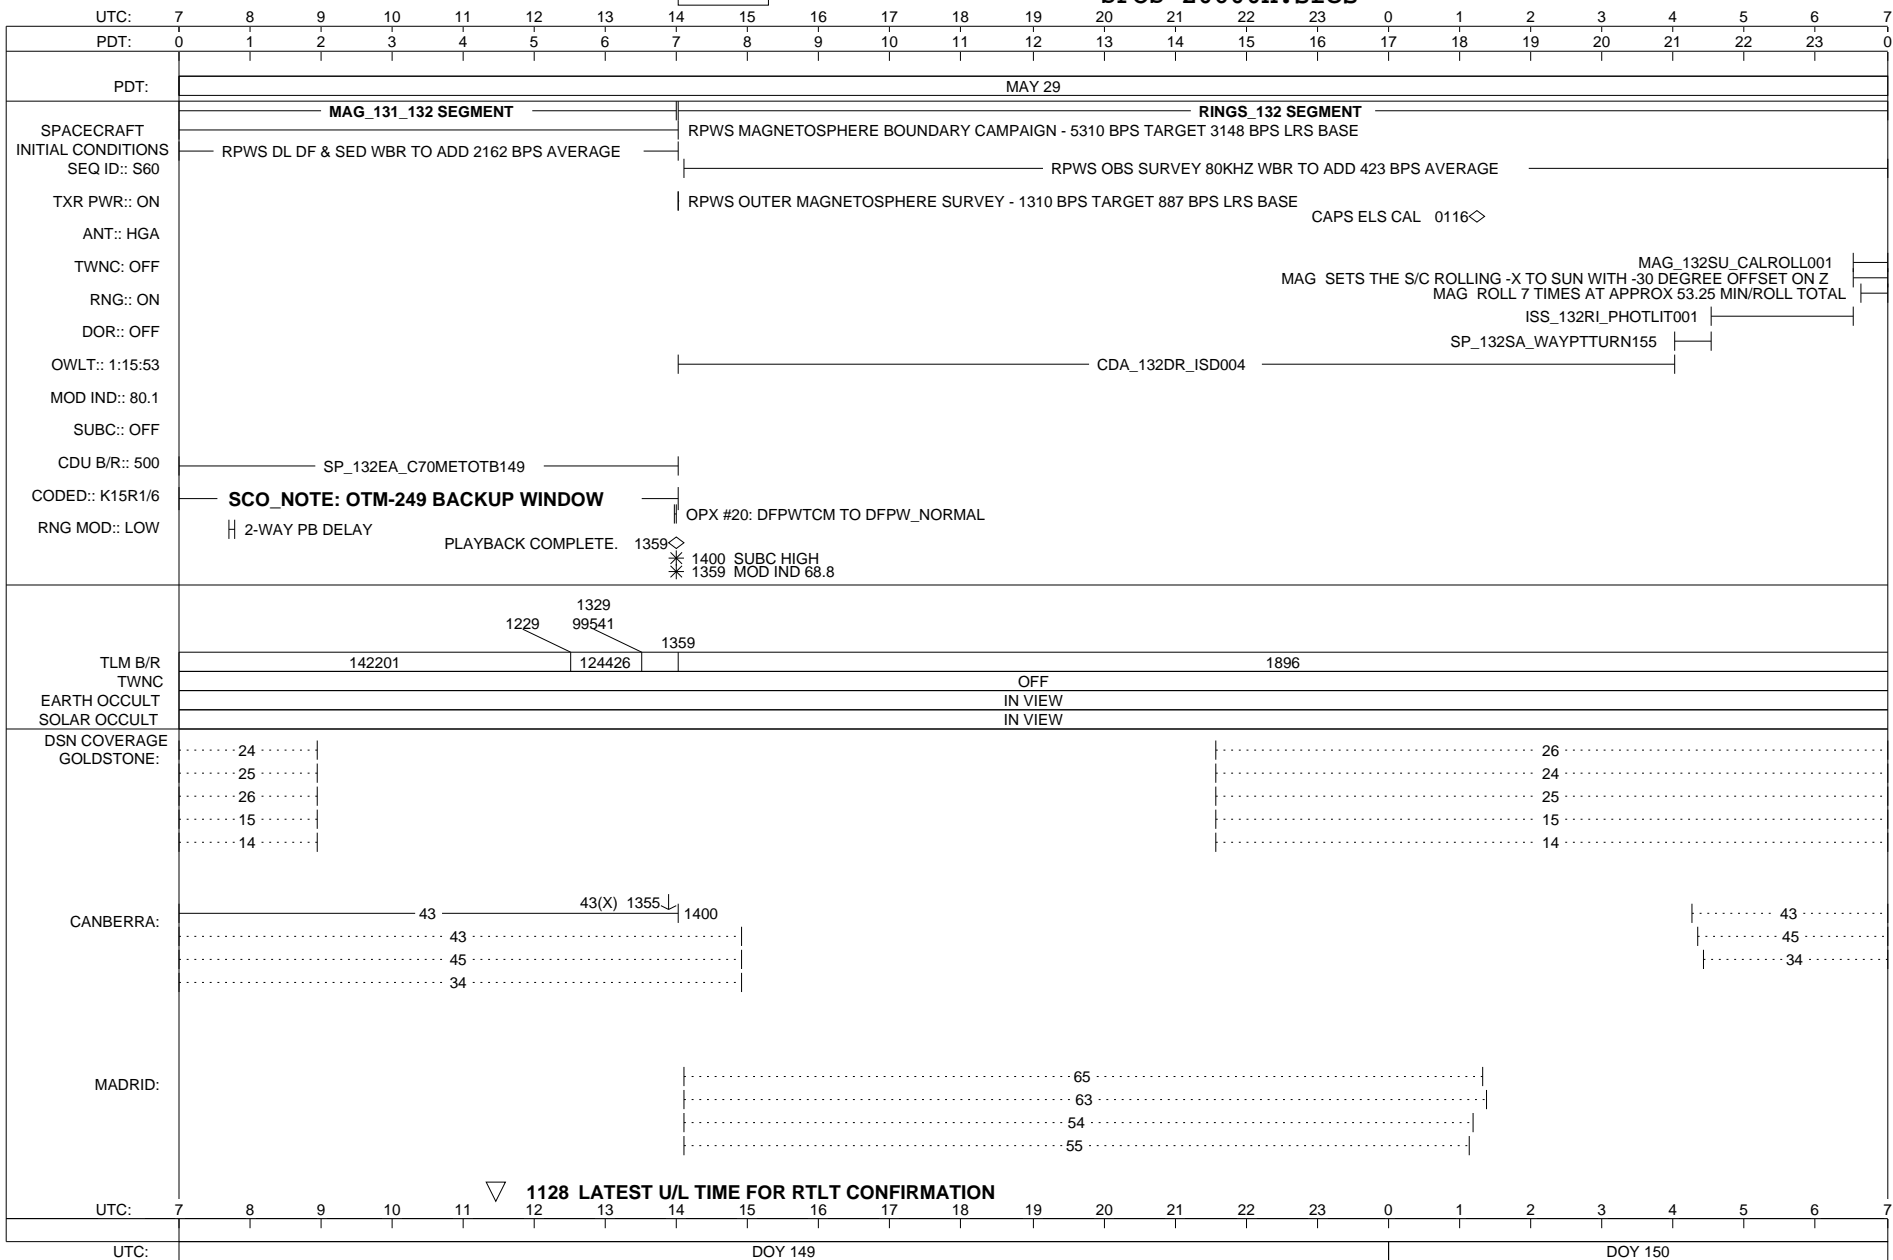 UTC: 7 8 9 10 11 12 13 14 15 16 17 18 19 20 21 22 23 0 1 2 3 4 5 6 7
PDT: 0 1 2 3 4 5 6 7 8 9 10 11 12 13 14 15 16 17 18 19 20 21 22 23 0
PDT: MAY 29
MAG_131_132 SEGMENT RINGS_132 SEGMENT
SPACECRAFT RPWS MAGNETOSPHERE BOUNDARY CAMPAIGN - 5310 BPS TARGET 3148 BPS LRS BASE
INITIAL CONDITIONS RPWS DL DF & SED WBR TO ADD 2162 BPS AVERAGE
SEQ ID:: S60 RPWS OBS SURVEY 80KHZ WBR TO ADD 423 BPS AVERAGE
TXR PWR:: ON RPWS OUTER MAGNETOSPHERE SURVEY - 1310 BPS TARGET 887 BPS LRS BASE
CAPS ELS CAL 0116
ANT:: HGA
TWNC: OFF MAG_132SU_CALROLL001
MAG SETS THE S/C ROLLING -X TO SUN WITH -30 DEGREE OFFSET ON Z
RNG:: ON MAG ROLL 7 TIMES AT APPROX 53.25 MIN/ROLL TOTAL
ISS_132RI_PHOTLIT001
DOR:: OFF SP_132SA_WAYPTTURN155
OWLT:: 1:15:53 CDA_132DR_ISD004
MOD IND:: 80.1
SUBC:: OFF
CDU B/R:: 500 SP_132EA_C70METOTB149
CODED:: K15R1/6 SCO_NOTE: OTM-249 BACKUP WINDOW
OPX #20: DFPWTCM TO DFPW_NORMAL
RNG MOD:: LOW 2-WAY PB DELAY
PLAYBACK COMPLETE. 1359
1400 SUBC HIGH
1359 MOD IND 68.8
1329
1229 99541
1359
TLM B/R 142201 124426 1896
TWNC OFF
EARTH OCCULT IN VIEW
SOLAR OCCULT IN VIEW
DSN COVERAGE
GOLDSTONE: 24 26
25 24
26 25
15 15
14 14
43(X) 1355
CANBERRA: 43 1400 43
43 45
45 34
34
MADRID: 65
63
54
55
1128 LATEST U/L TIME FOR RTLT CONFIRMATION
UTC: 7 8 9 10 11 12 13 14 15 16 17 18 19 20 21 22 23 0 1 2 3 4 5 6 7
UTC: DOY 149 DOY 150